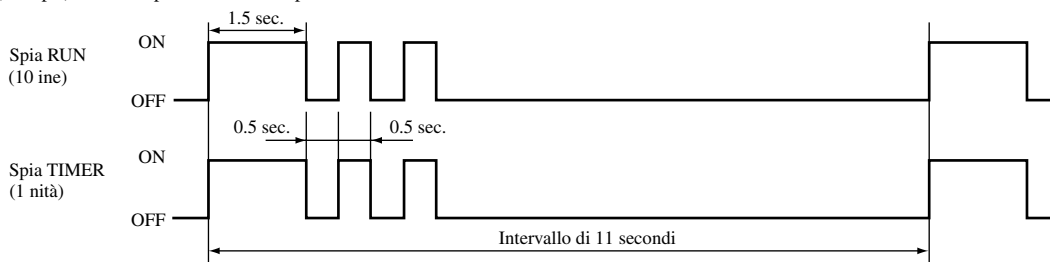 1.5 sec.
ON
Spia RUN
(10 ine)
OFF
0.5 sec.
0.5 sec.
ON
Spia TIMER
(1 nità)
OFF
Intervallo di 11 secondi